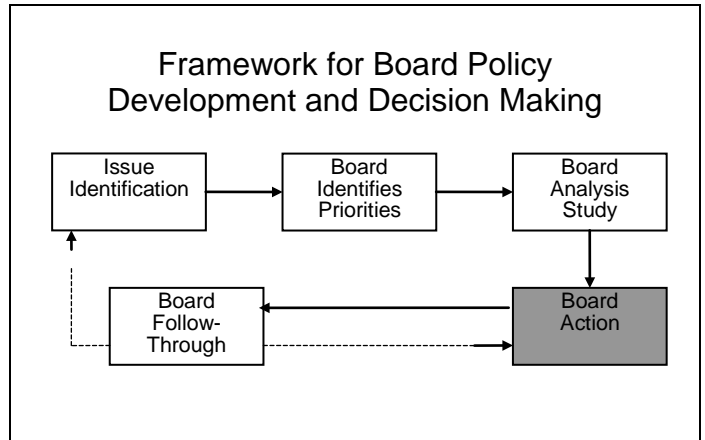 Framework for Board Policy
Development and Decision Making
Issue
Identification
Board
Identifies
Priorities
Board
Analysis
Study
Board
Follow-
Through
Board
Action